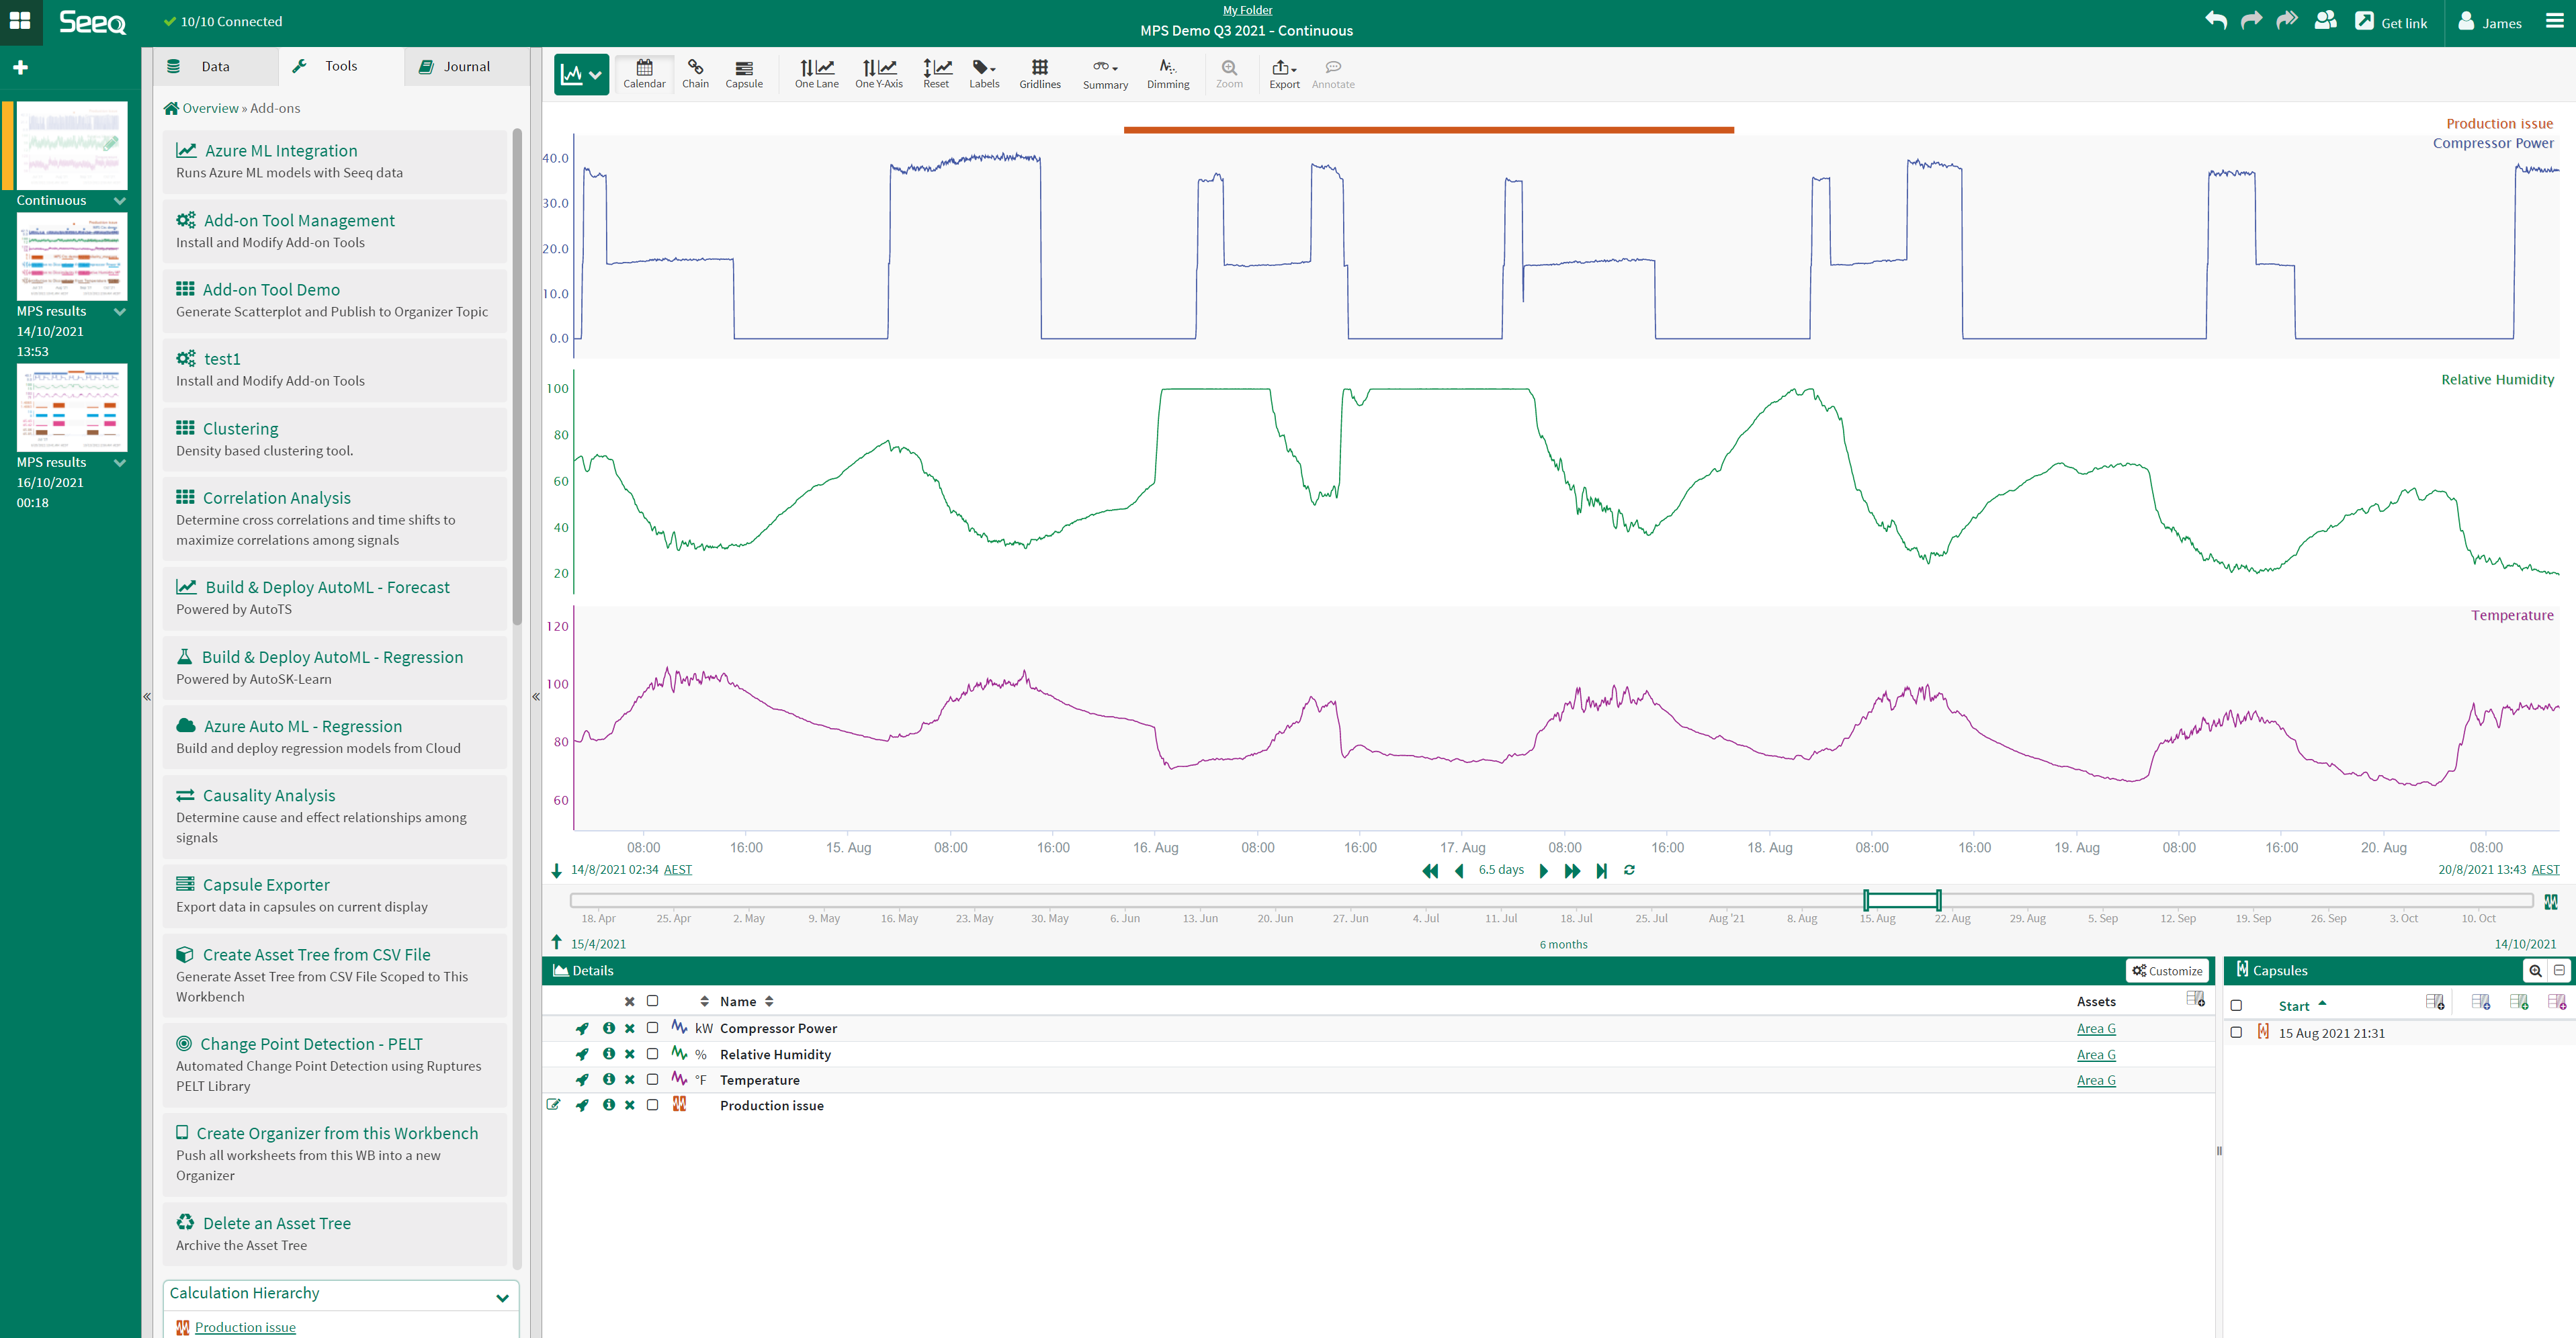 Seeq
10/10 Connected
My Folder
MPS Demo Q3 2021 - Continuous
Get link
James
Continuous
MPS results
14/10/2021
13:53
MPS results
16/10/2021
00:18
Data
Tools
Journal
Overview » Add-ons
Azure ML Integration
Runs Azure ML models with Seeq data
Add-on Tool Management
Install and Modify Add-on Tools
Add-on Tool Demo
Generate Scatterplot and Publish to Organizer Topic
test1
Install and Modify Add-on Tools
Clustering
Density based clustering tool.
Correlation Analysis
Determine cross correlations and time shifts to
maximize correlations among signals
Build & Deploy AutoML - Forecast
Powered by AutoTS
Build & Deploy AutoML - Regression
Powered by AutoSK-Learn
Azure Auto ML - Regression
Build and deploy regression models from Cloud
Causality Analysis
Determine cause and effect relationships among
signals
Capsule Exporter
Export data in capsules on current display
Create Asset Tree from CSV File
Generate Asset Tree from CSV File Scoped to This
Workbench
Change Point Detection - PELT
Automated Change Point Detection using Ruptures
PELT Library
Create Organizer from this Workbench
Push all worksheets from this WB into a new
Organizer
Delete an Asset Tree
Archive the Asset Tree
Calculation Hierarchy
Production issue
Calendar Chain Capsule One Lane One Y-Axis Reset Labels Gridlines Summary Dimming Zoom Export Annotate
Production issue
Compressor Power
40.0
30.0
20.0
10.0
0.0
Relative Humidity
100
80
60
40
20
Temperature
120
100
80
60
08:00 16:00 15. Aug 08:00 16:00 16. Aug 08:00 16:00 17. Aug 08:00 16:00 18. Aug 08:00 16:00 19. Aug 08:00 16:00 20. Aug 08:00
14/8/2021 02:34 AEST
6.5 days
20/8/2021 13:43 AEST
18. Apr 25. Apr 2. May 9. May 16. May 23. May 30. May 6. Jun 13. Jun 20. Jun 27. Jun 4. Jul 11. Jul 18. Jul 25. Jul Aug '21 8. Aug 15. Aug 22. Aug 29. Aug 5. Sep 12. Sep 19. Sep 26. Sep 3. Oct 10. Oct
15/4/2021
6 months
14/10/2021
Details
Customize
Name
Assets
kW Compressor Power Area G
% Relative Humidity Area G
°F Temperature Area G
Production issue
Capsules
Start
15 Aug 2021 21:31